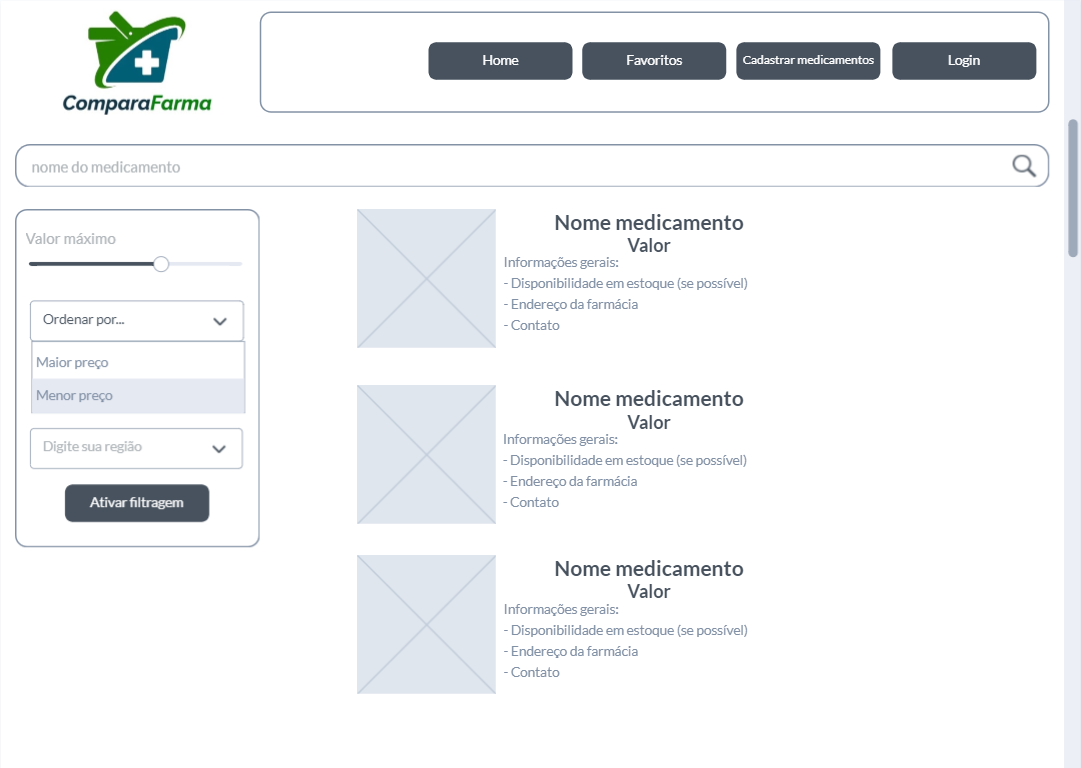 ComparaFarma
Home
Favoritos
Cadastrar medicamentos
Login
nome do medicamento
Valor máximo
Ordenar por...
Maior preço
Menor preço
Digite sua região
Ativar filtragem
Nome medicamento
Valor
Informações gerais:
- Disponibilidade em estoque (se possível)
- Endereço da farmácia
- Contato
Nome medicamento
Valor
Informações gerais:
- Disponibilidade em estoque (se possível)
- Endereço da farmácia
- Contato
Nome medicamento
Valor
Informações gerais:
- Disponibilidade em estoque (se possível)
- Endereço da farmácia
- Contato